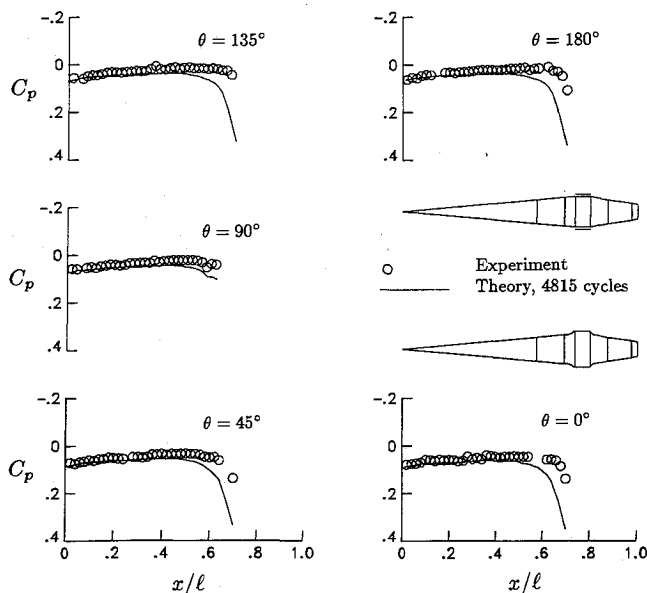 -.2
0
.2
.4
C_p
θ = 135°
-.2
0
.2
.4
θ = 180°
-.2
0
.2
.4
C_p
θ = 90°
Experiment
Theory, 4815 cycles
-.2
0
.2
.4
C_p
θ = 45°
0
.2
.4
.6
.8
1.0
x/ℓ
-.2
0
.2
.4
θ = 0°
0
.2
.4
.6
.8
1.0
x/ℓ